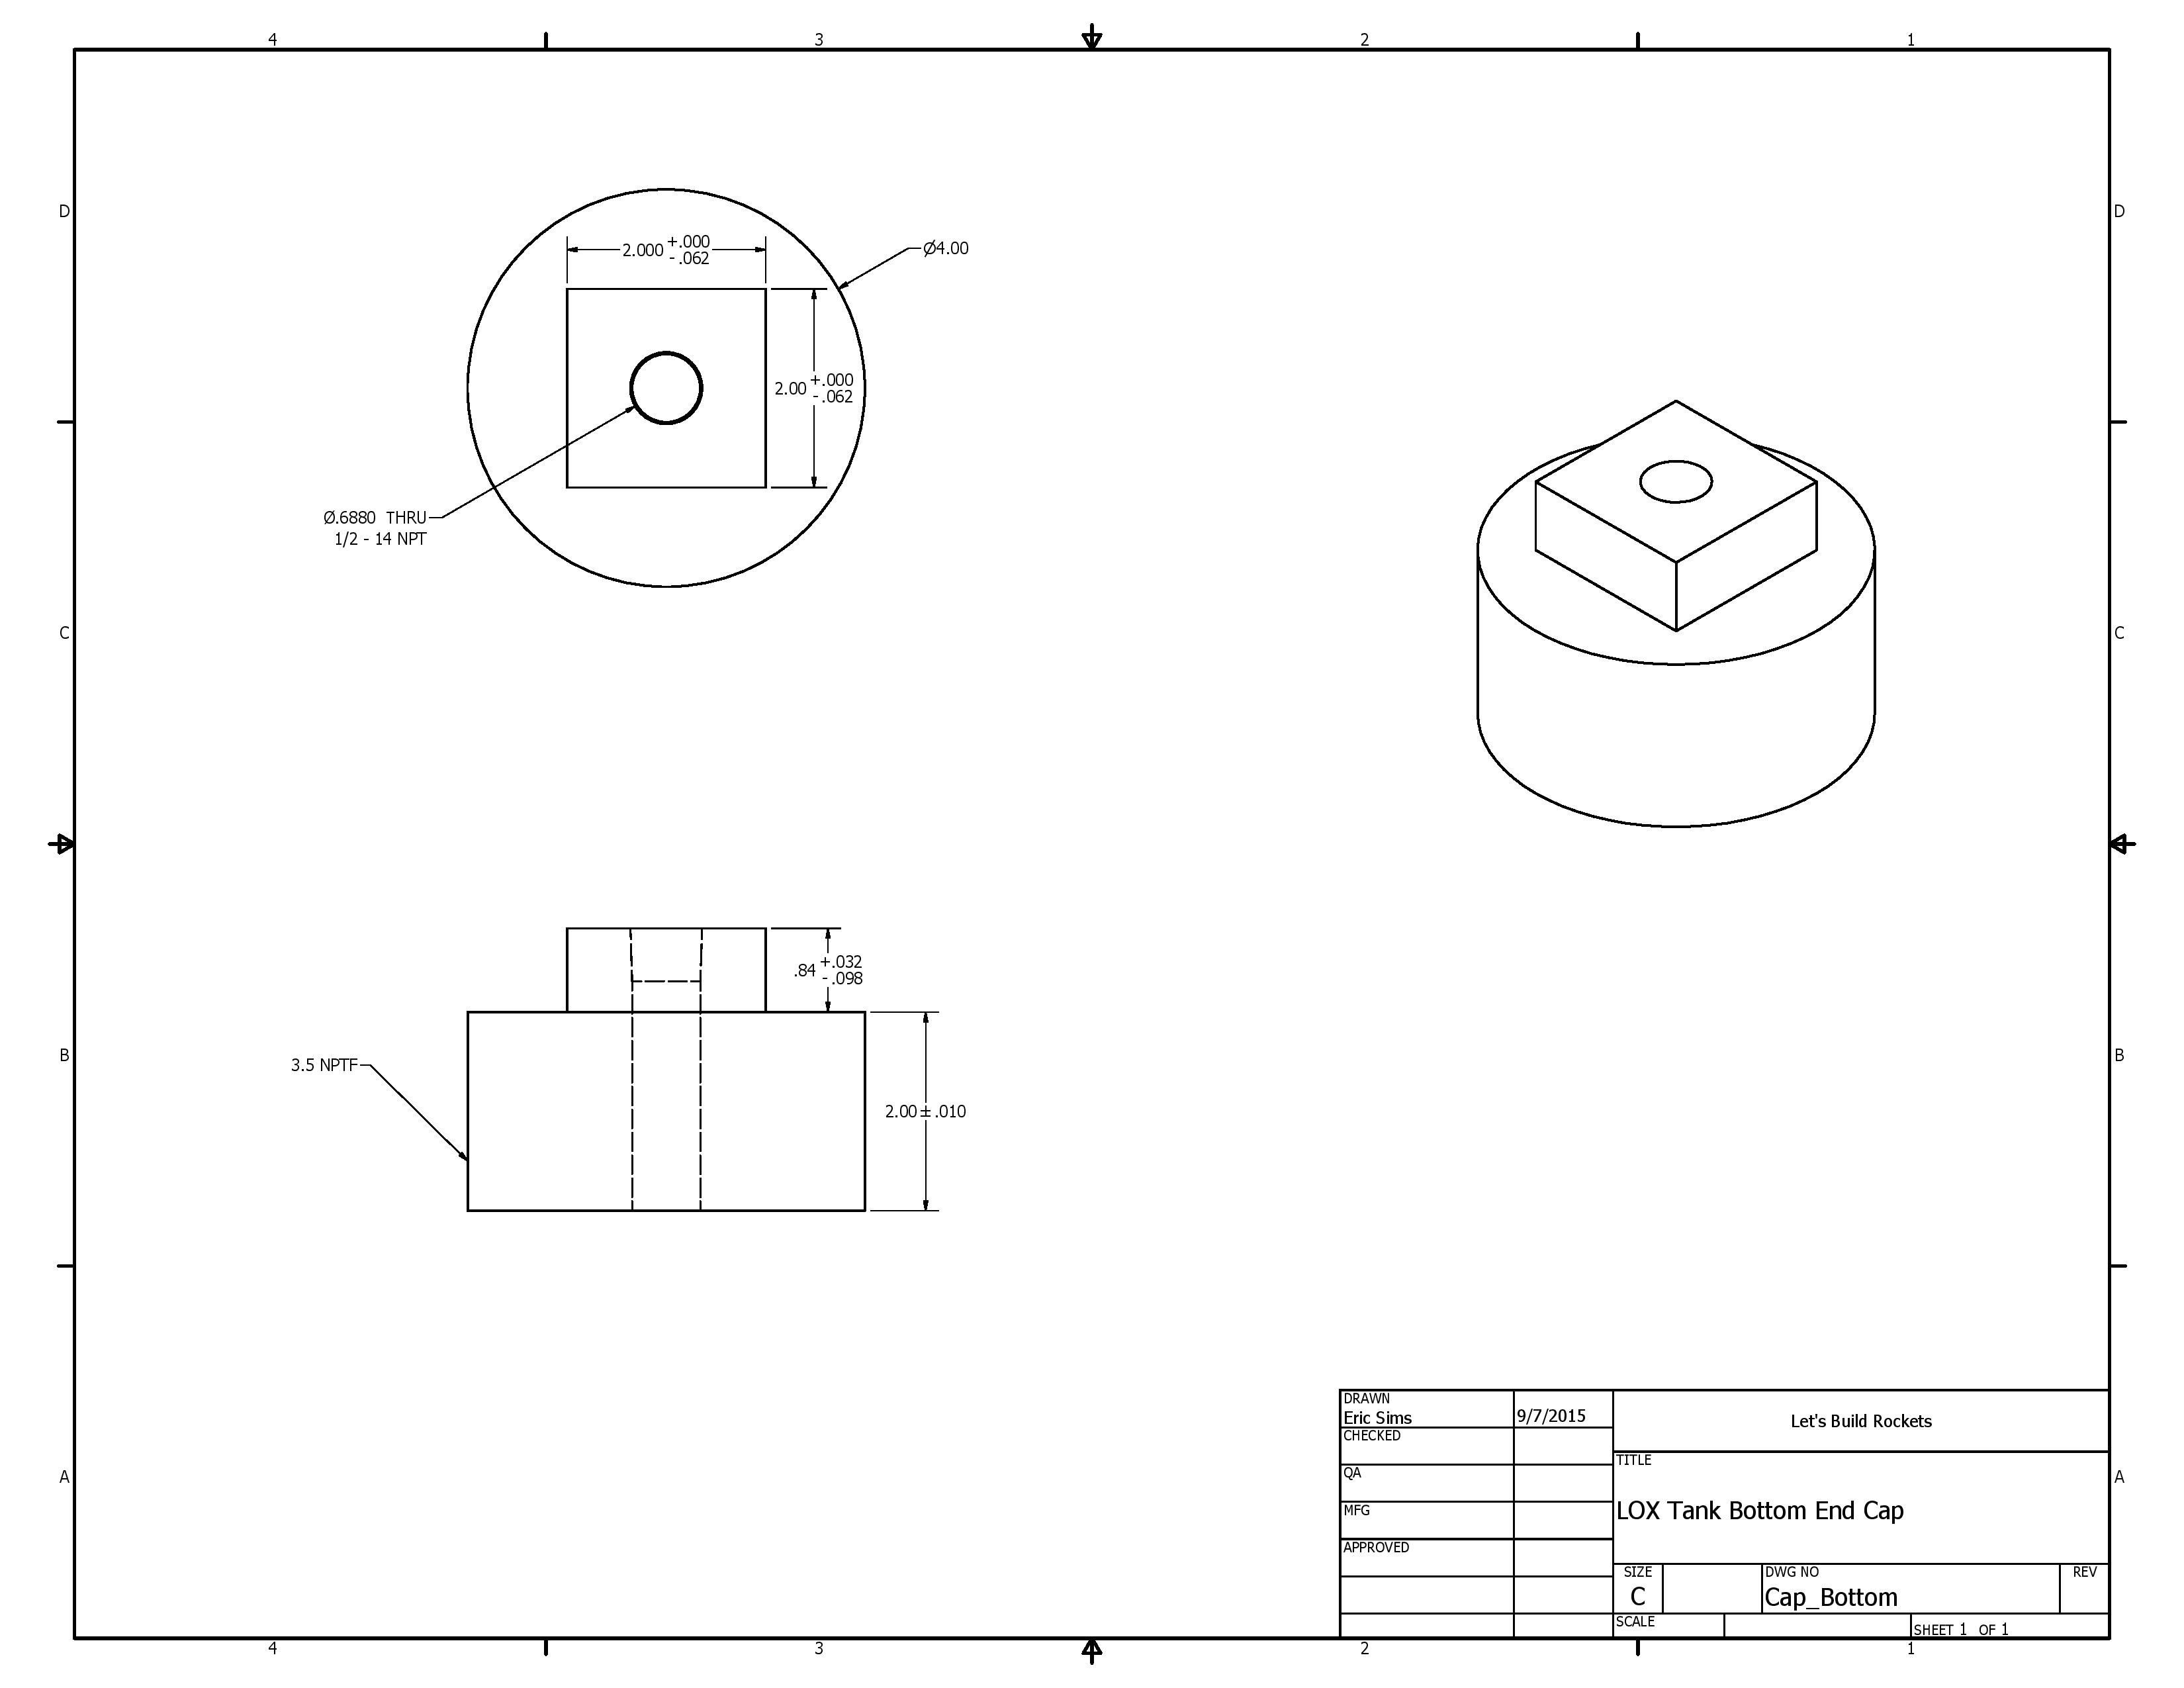 4 3 2 1
D D
2.000 +.000
- .062
Ø4.00
2.00 +.000
- .062
Ø.6880 THRU
1/2 - 14 NPT
C C
.84 +.032
- .098
B B
3.5 NPTF
2.00 ± .010
DRAWN
Eric Sims 9/7/2015
Let's Build Rockets
CHECKED
TITLE
QA
A A
MFG
LOX Tank Bottom End Cap
APPROVED
SIZE
C
DWG NO
Cap_Bottom
REV
SCALE
SHEET 1 OF 1
4 3 2 1